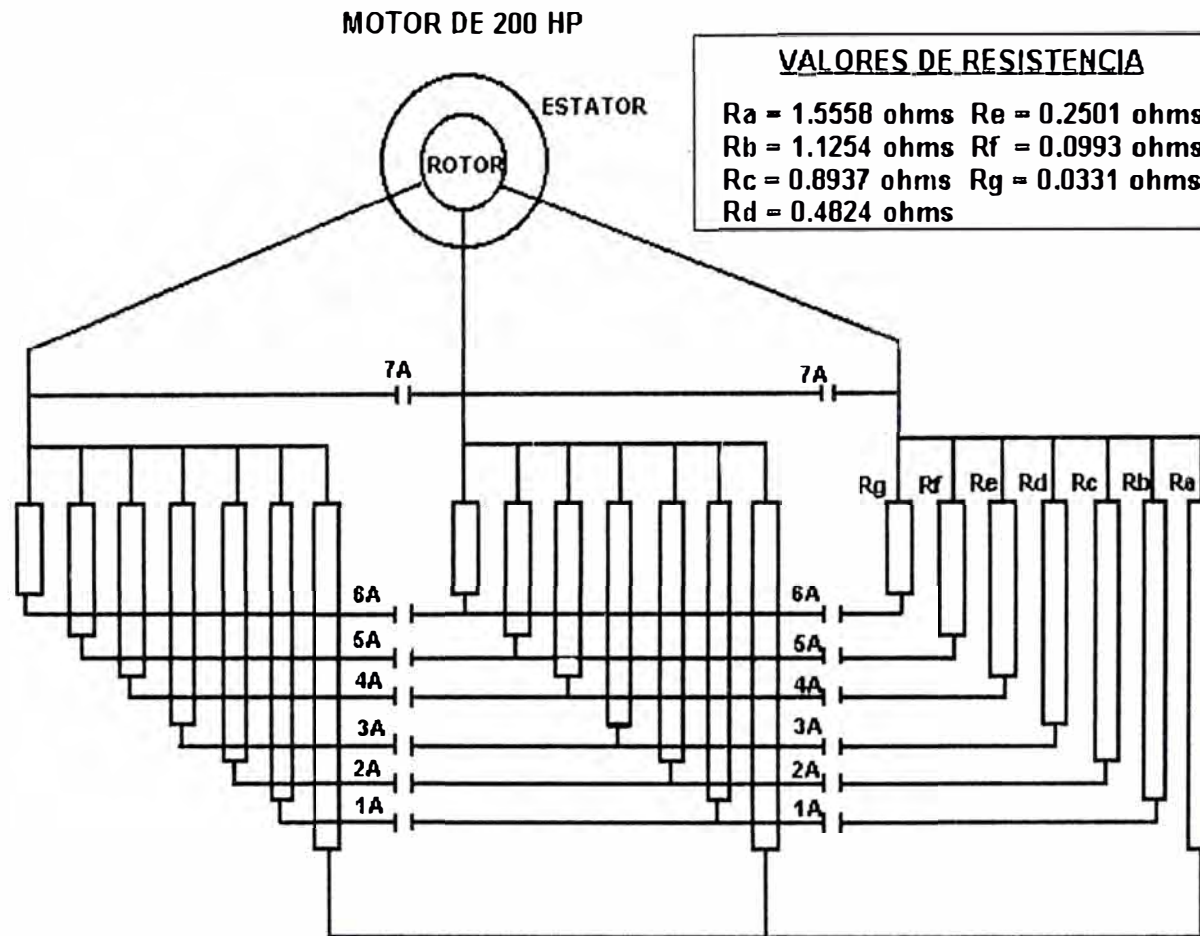 MOTOR DE 200 HP
VALORES DE RESISTENCIA
Ra = 1.5558 ohms Re = 0.2501 ohms
Rb = 1.1254 ohms Rf = 0.0993 ohms
Rc = 0.8937 ohms Rg = 0.0331 ohms
Rd = 0.4824 ohms
ESTATOR
ROTOR
7A 7A
Rg Rf Re Rd Rc Rb Ra
6A 6A
5A 5A
4A 4A
3A 3A
2A 2A
1A 1A